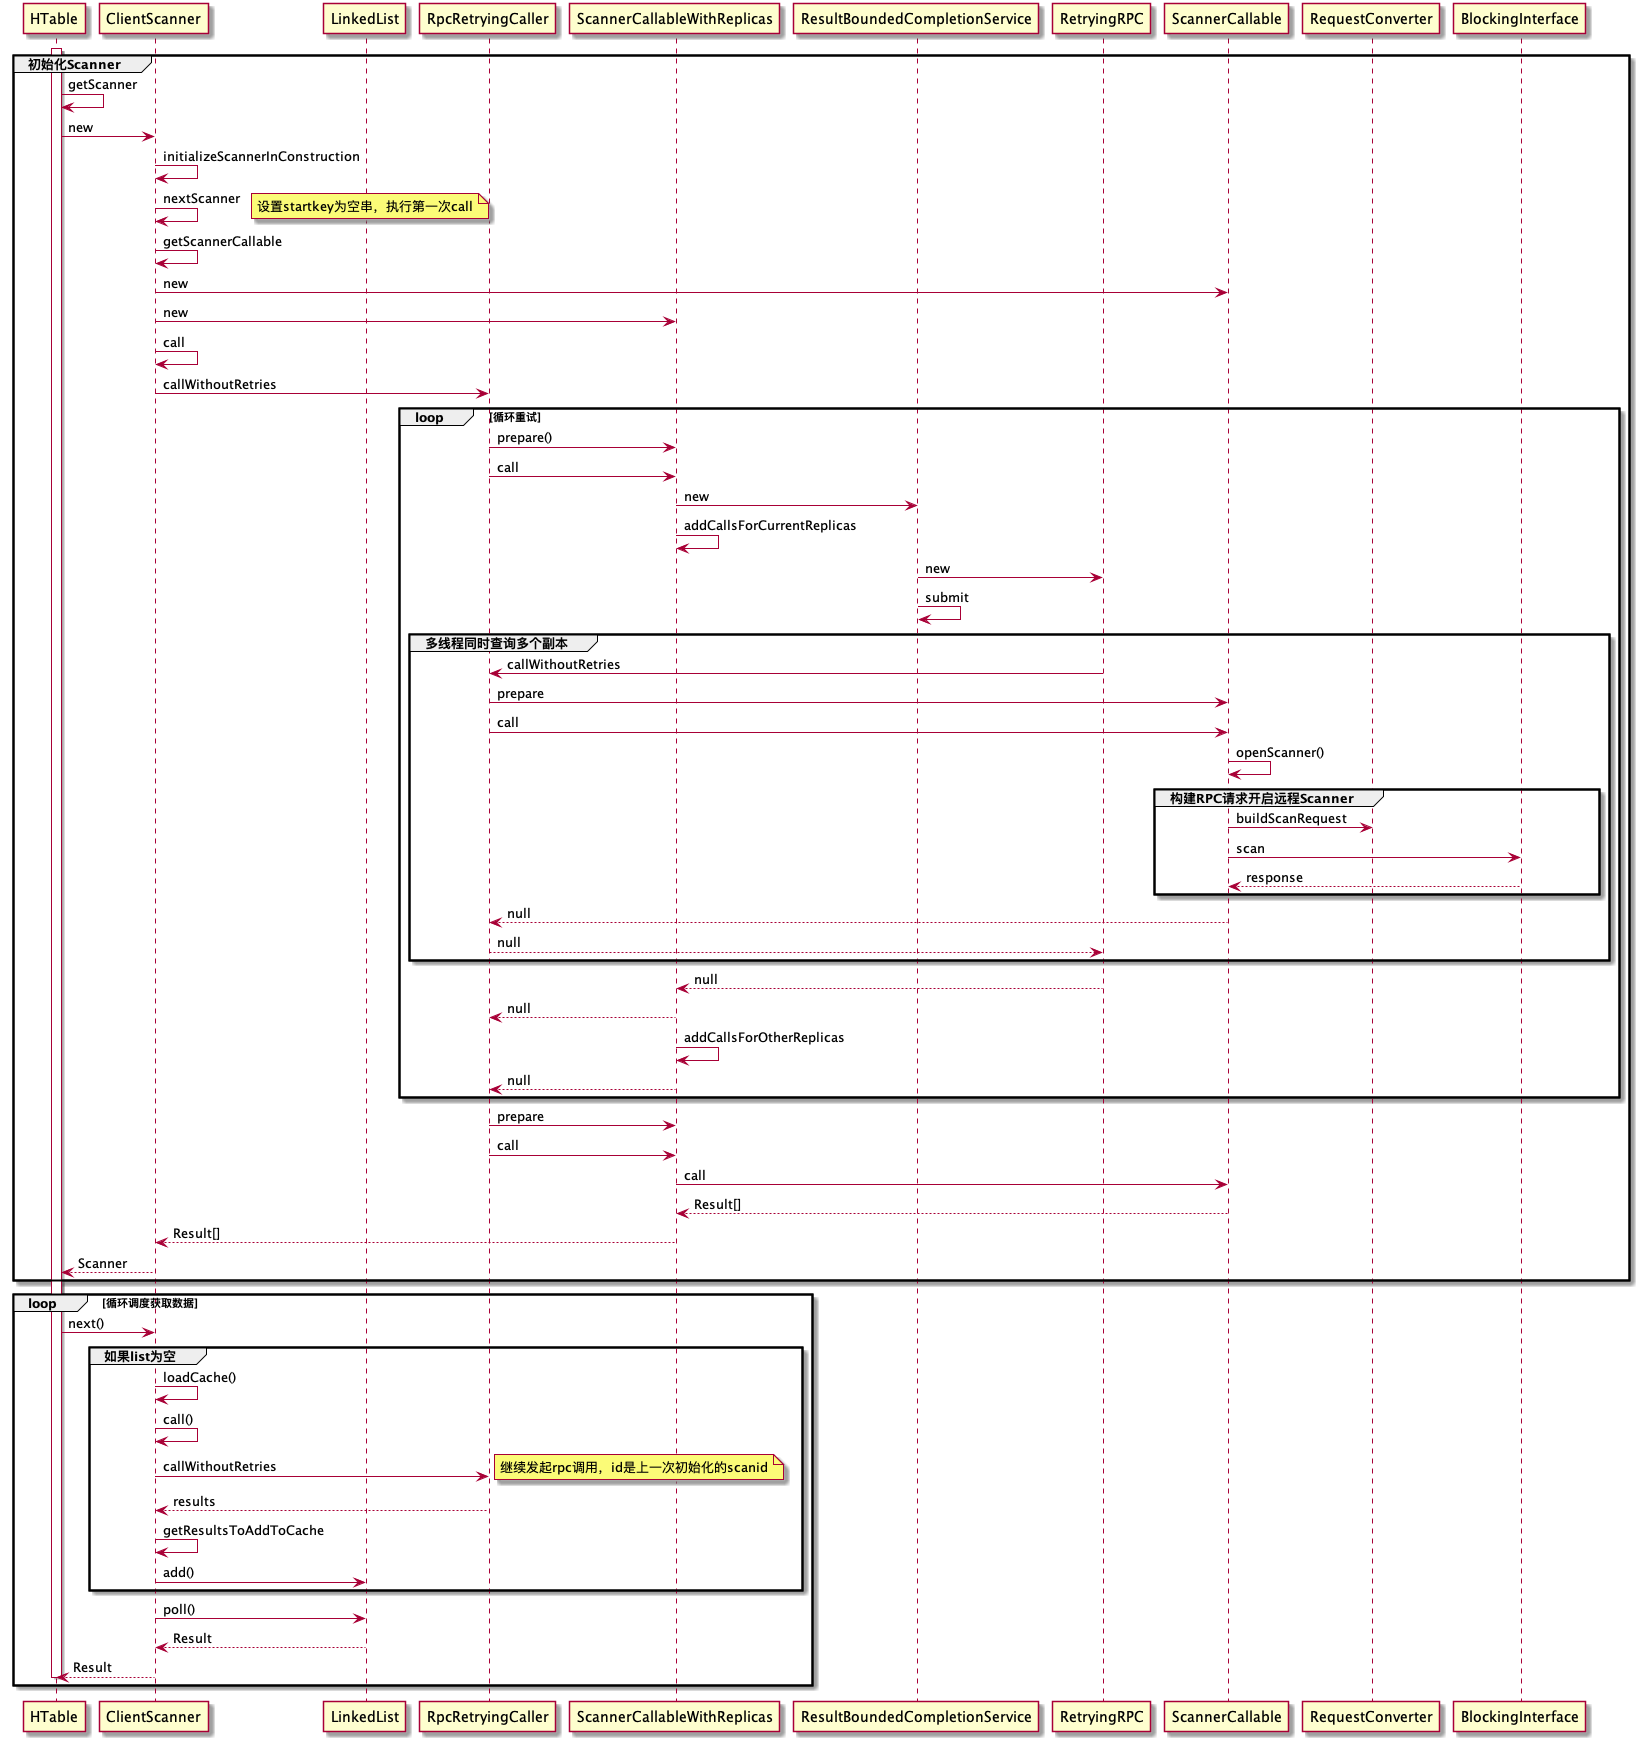 HTable ClientScanner LinkedList RpcRetryingCaller ScannerCallableWithReplicas ResultBoundedCompletionService RetryingRPC ScannerCallable RequestConverter BlockingInterface
初始化Scanner
getScanner
new
initializeScannerInConstruction
nextScanner 设置startkey为空串，执行第一次call
getScannerCallable
new
new
call
callWithoutRetries
loop [循环重试]
prepare()
call
new
addCallsForCurrentReplicas
new
submit
多线程同时查询多个副本
callWithoutRetries
prepare
call
openScanner()
构建RPC请求开启远程Scanner
buildScanRequest
scan
response
null
null
null
null
addCallsForOtherReplicas
null
prepare
call
call
Result[]
Result[]
Scanner
loop [循环调度获取数据]
next()
如果list为空
loadCache()
call()
callWithoutRetries 继续发起rpc调用，id是上一次初始化的scanid
results
getResultsToAddToCache
add()
poll()
Result
Result
HTable ClientScanner LinkedList RpcRetryingCaller ScannerCallableWithReplicas ResultBoundedCompletionService RetryingRPC ScannerCallable RequestConverter BlockingInterface